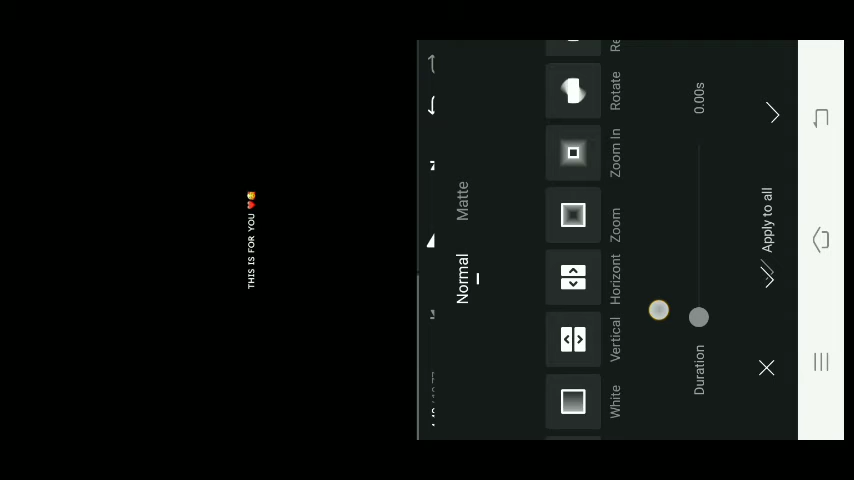 THIS IS FOR YOU ❤️🥰
Normal
Matte
White
Vertical
Horizont
Zoom
Zoom In
Rotate
Re
Duration
0.00s
Apply to all